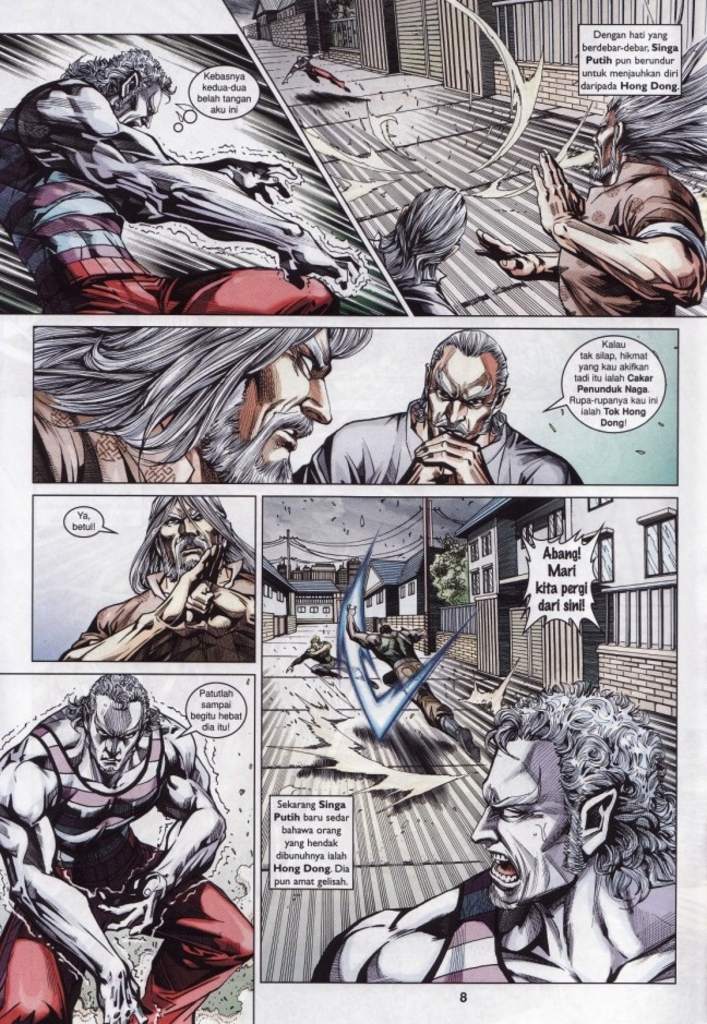 Kebasnya
kedua-dua
belah tangan
aku ini
Dengan hati yang
berdebar-debar, Singa
Putih pun berundur
untuk menjauhkan diri
daripada Hong Dong.
Kalau
tak silap, hikmat
yang kau akifkan
tadi itu ialah Cakar
Penunduk Naga.
Rupa-rupanya kau ini
ialah Tok Hong
Dong!
Ya,
betul!
Abang!
Mari
kita pergi
dari sini!
Patutlah
sampai
begitu hebat
dia itu!
Sekarang Singa
Putih baru sedar
bahawa orang
yang hendak
dibunuhnya ialah
Hong Dong. Dia
pun amat gelisah.
8